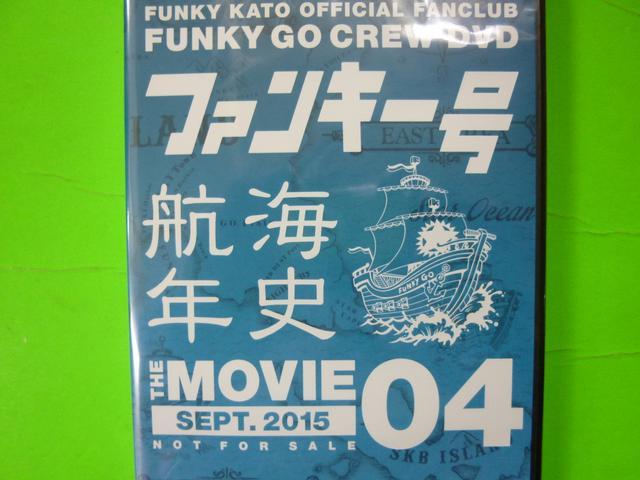 FUNKY KATO OFFICIAL FANCLUB
FUNKY GO CREW DVD
ファンキー号
EAST
Ocean
航海
年史
FUNKY GO
THE MOVIE 04
SEPT. 2015
NOT FOR SALE
SKB ISLAND